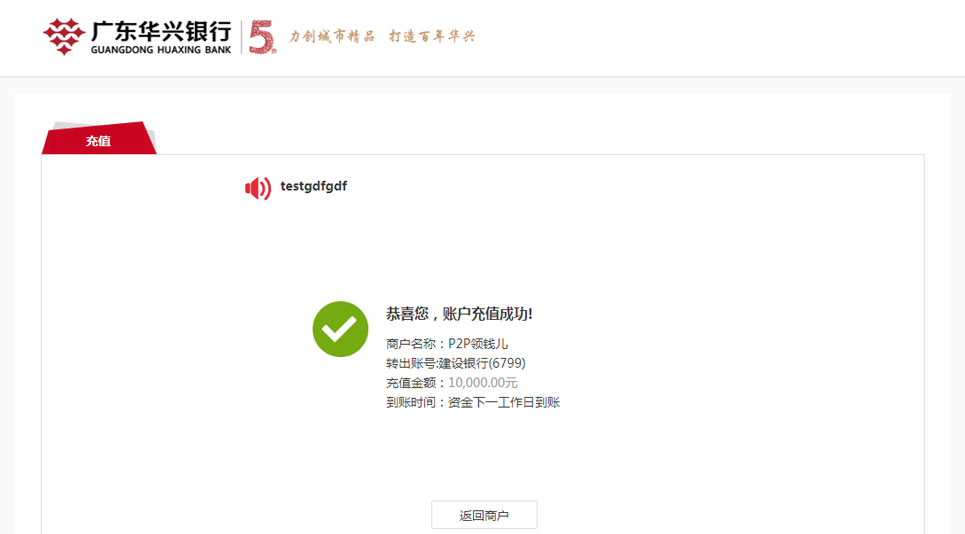 广东华兴银行
GUANGDONG HUAXING BANK
5
力创城市精品 打造百年华兴
充值
testgdfgdf
恭喜您，账户充值成功!
商户名称：P2P领钱儿
转出账号:建设银行(6799)
充值金额：10,000.00元
到账时间：资金下一工作日到账
返回商户